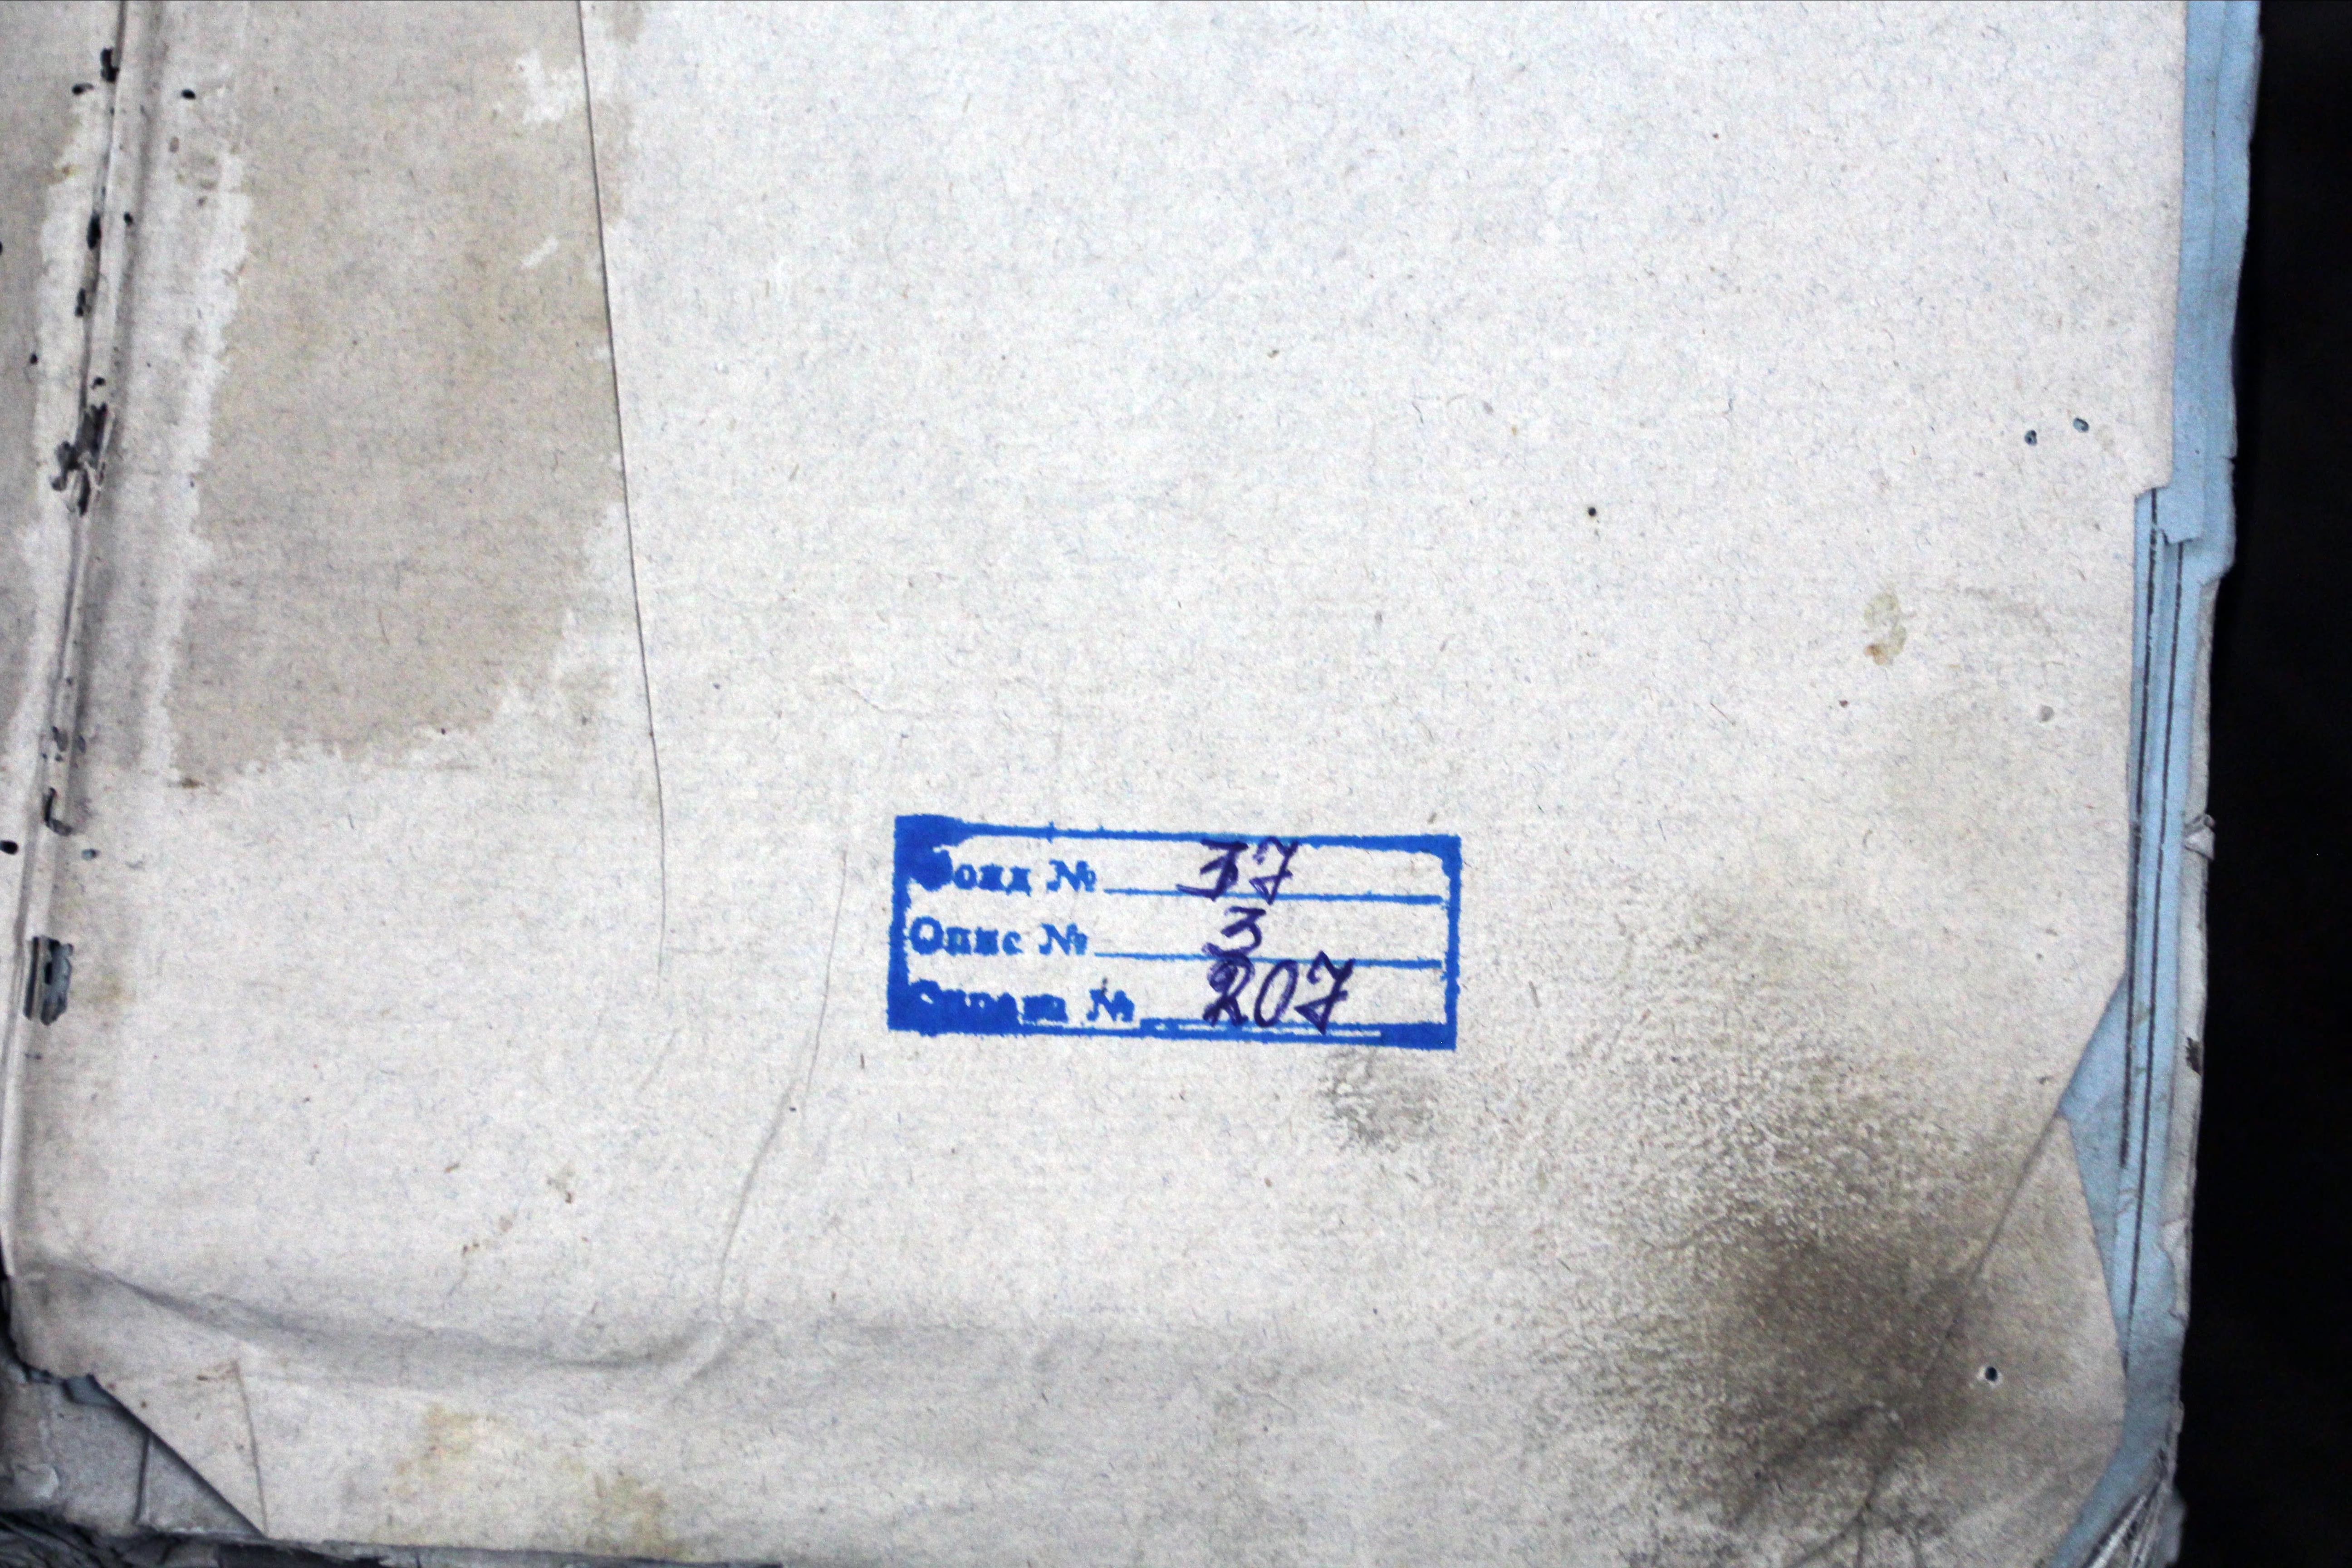 Фонд № 37
Опис № 3
Справа № 207